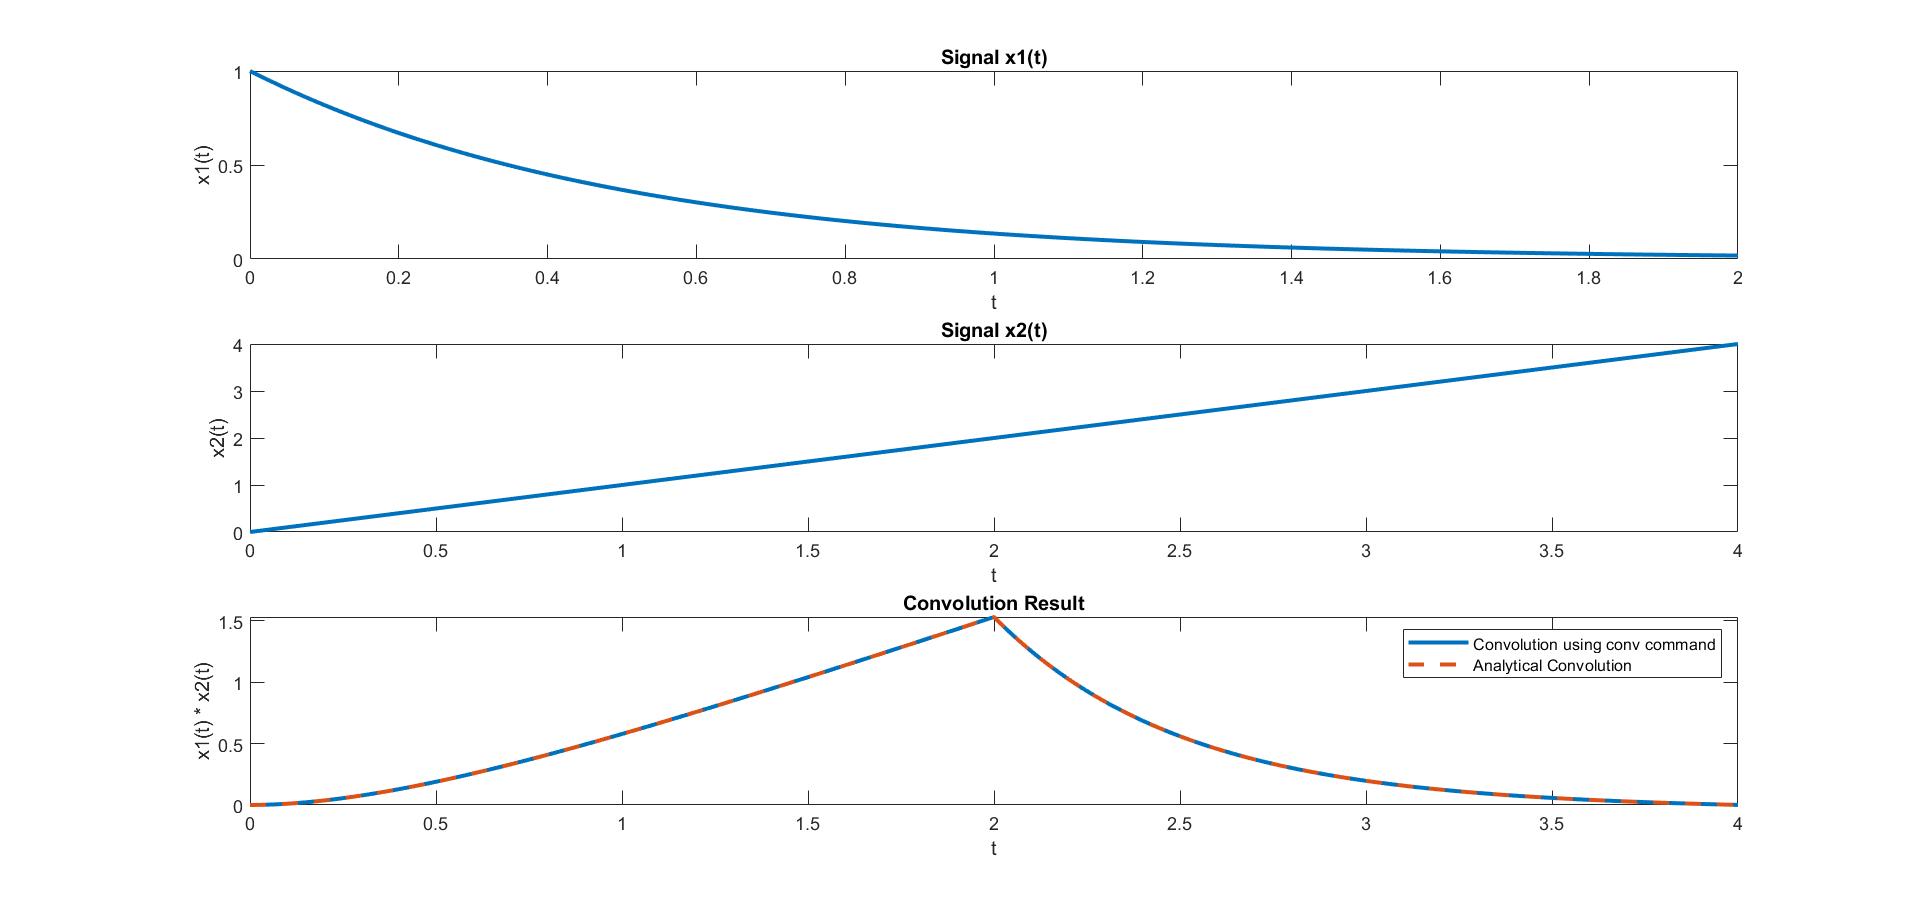 Signal x1(t)
1
0.5
0
x1(t)
0 0.2 0.4 0.6 0.8 1 1.2 1.4 1.6 1.8 2
t
Signal x2(t)
4
3
2
1
0
x2(t)
0 0.5 1 1.5 2 2.5 3 3.5 4
t
Convolution Result
1.5
1
0.5
0
x1(t) * x2(t)
Convolution using conv command
Analytical Convolution
0 0.5 1 1.5 2 2.5 3 3.5 4
t